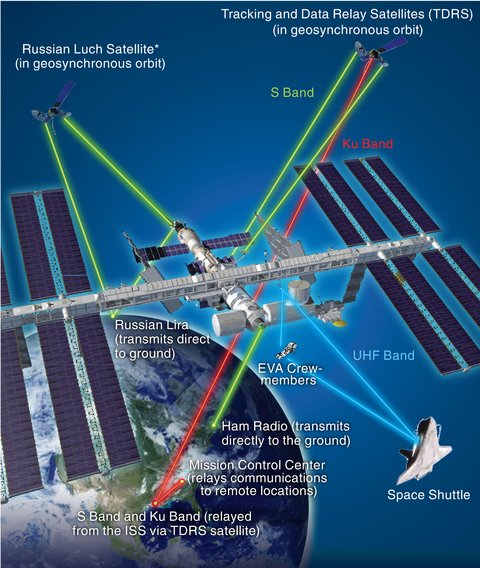 Tracking and Data Relay Satellites (TDRS)
(in geosynchronous orbit)
Russian Luch Satellite*
(in geosynchronous orbit)
S Band
Ku Band
Russian Lira
(transmits direct
to ground)
UHF Band
EVA Crew-
members
Ham Radio (transmits
directly to the ground)
Mission Control Center
(relays communications
to remote locations)
Space Shuttle
S Band and Ku Band (relayed
from the ISS via TDRS satellite)